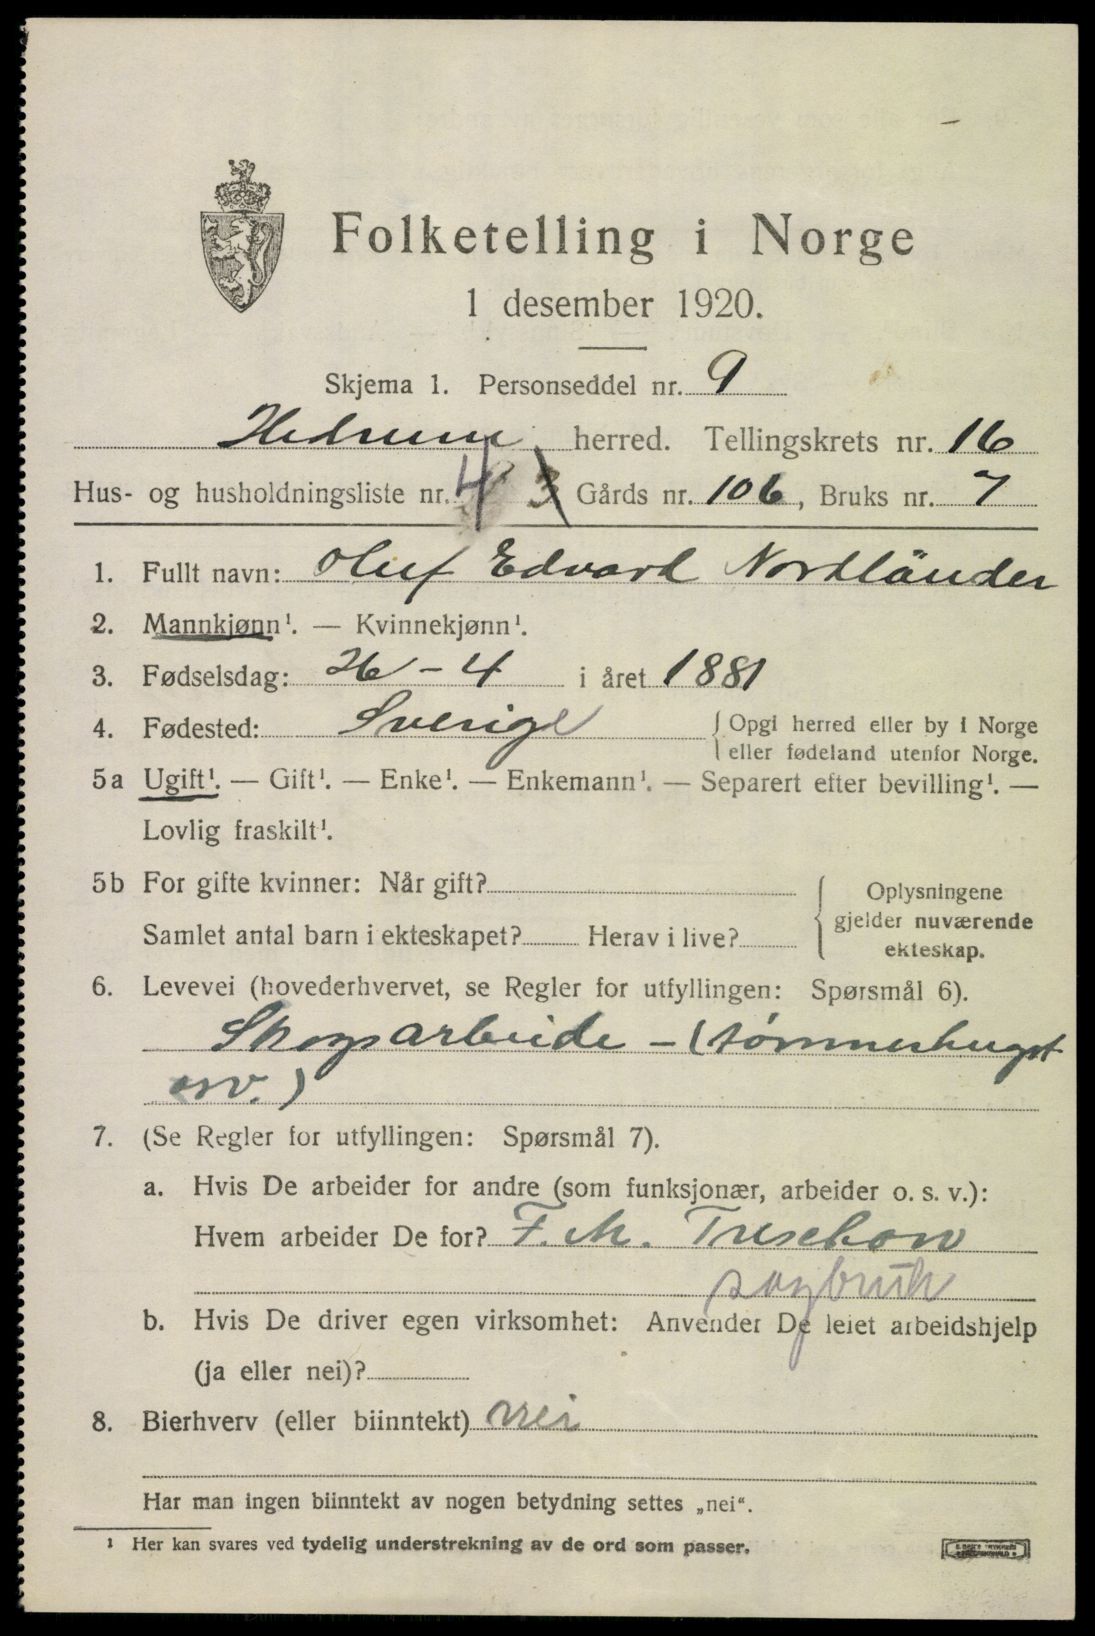 Folketelling i Norge
1 desember 1920.
Skjema 1. Personseddel nr. 9
Hedrum herred. Tellingskrets nr. 16
Hus- og husholdningsliste nr. 4 3 Gårds nr. 106, Bruks nr. 7
1. Fullt navn: Oluf Edvard Nordländer
2. Mannkjønn¹. — Kvinnekjønn¹.
3. Fødselsdag: - 4 i året 1881
4. Fødested: Sverige { Opgi herred eller by i Norge
eller fødeland utenfor Norge.
5a Ugift¹. — Gift¹. — Enke¹. — Enkemann¹. — Separert efter bevilling¹. —
Lovlig fraskilt¹.
5b For gifte kvinner: Når gift?
Samlet antal barn i ekteskapet? Herav i live?
{ Oplysningene
gjelder nuværende
ekteskap.
6. Levevei (hovederhvervet, se Regler for utfyllingen: Spørsmål 6).
Skogsarbeide - (tømmerhugst
osv.)
7. (Se Regler for utfyllingen: Spørsmål 7).
a. Hvis De arbeider for andre (som funksjonær, arbeider o. s. v.):
Hvem arbeider De for? F. M. Treschow
sagbruk
b. Hvis De driver egen virksomhet: Anvender De leiet arbeidshjelp
(ja eller nei)?
8. Bierhverv (eller biinntekt) nei
Har man ingen biinntekt av nogen betydning settes „nei“.
¹ Her kan svares ved tydelig understrekning av de ord som passer.